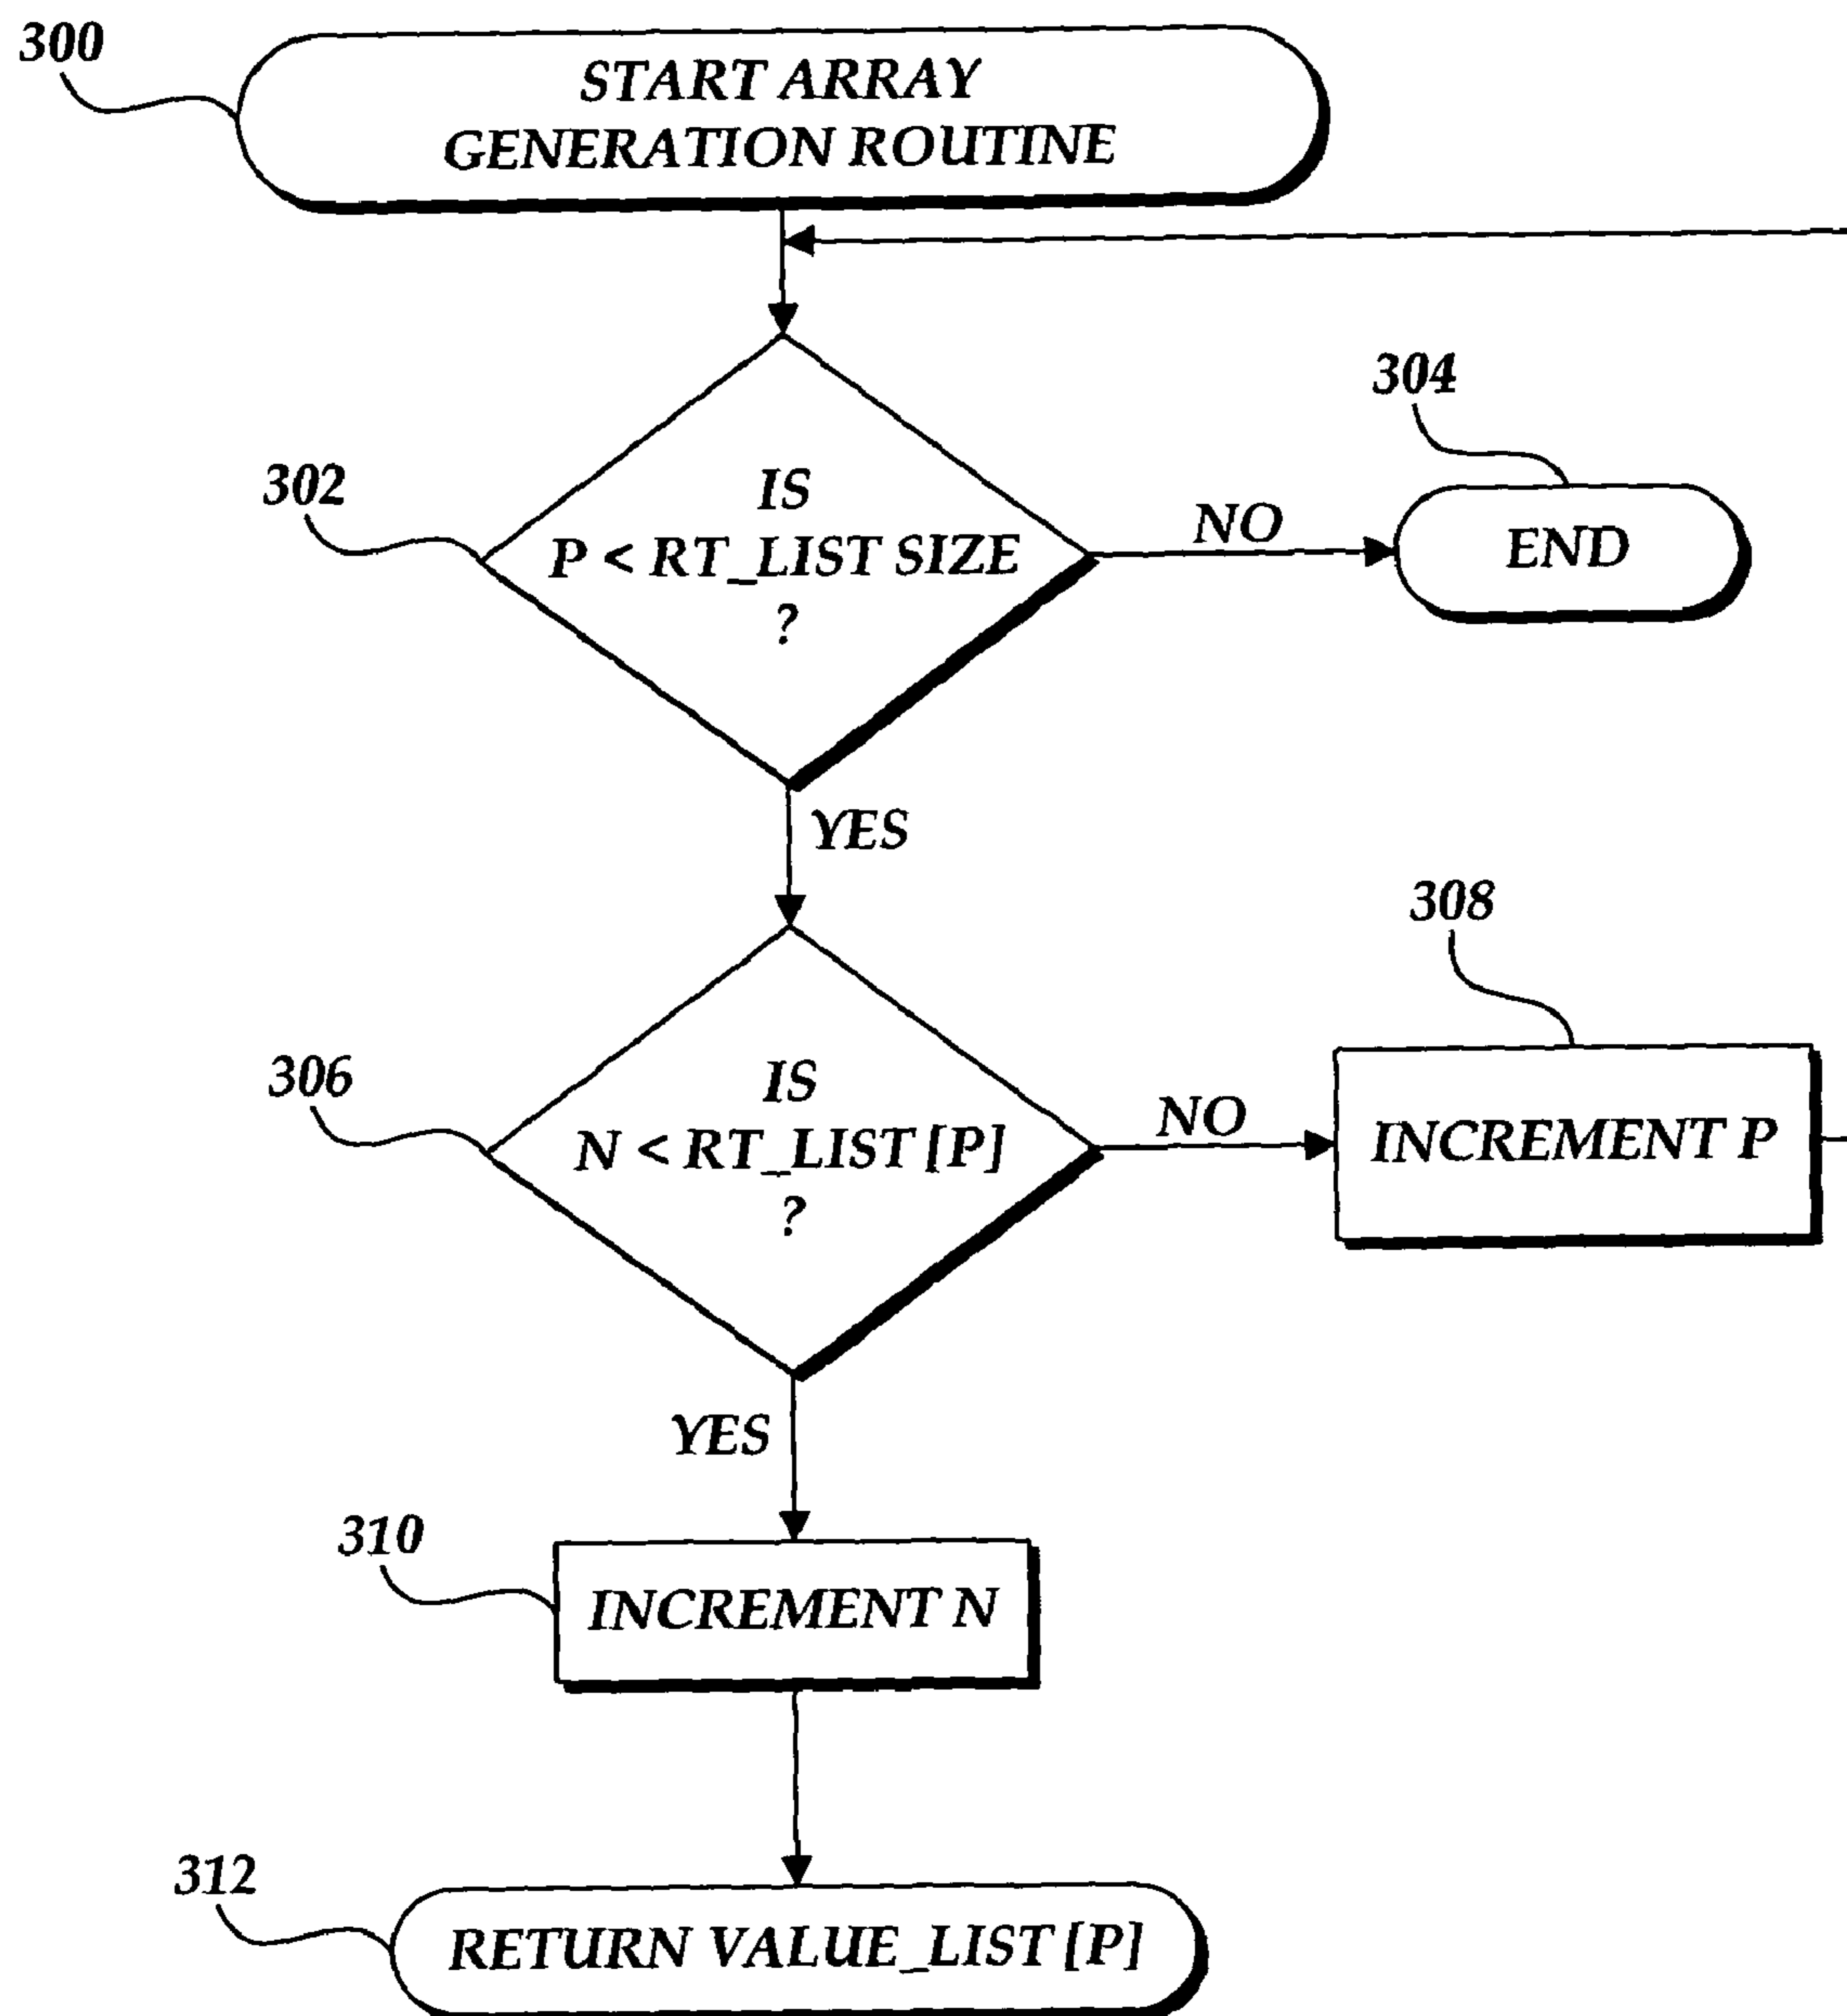 300
START ARRAY
GENERATION ROUTINE
304
302
IS
P < RT_LIST SIZE
?
NO
END
YES
308
306
IS
N < RT_LIST [P]
?
NO
INCREMENT P
YES
310
INCREMENT N
312
RETURN VALUE_LIST [P]